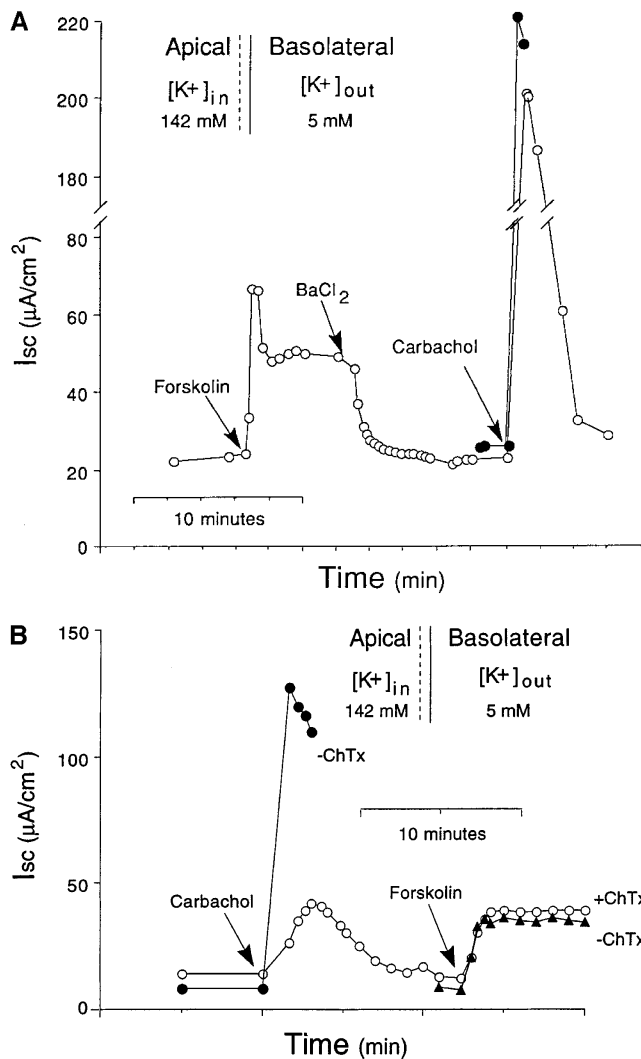 A
Apical Basolateral
[K+]in [K+]out
142 mM 5 mM
220
200
180
80
60
40
20
0
Isc (μA/cm2)
Forskolin
BaCl2
Carbachol
10 minutes
Time (min)
B
Apical Basolateral
[K+]in [K+]out
142 mM 5 mM
150
100
50
0
Isc (μA/cm2)
-ChTx
10 minutes
Carbachol
Forskolin
+ChTx
-ChTx
Time (min)